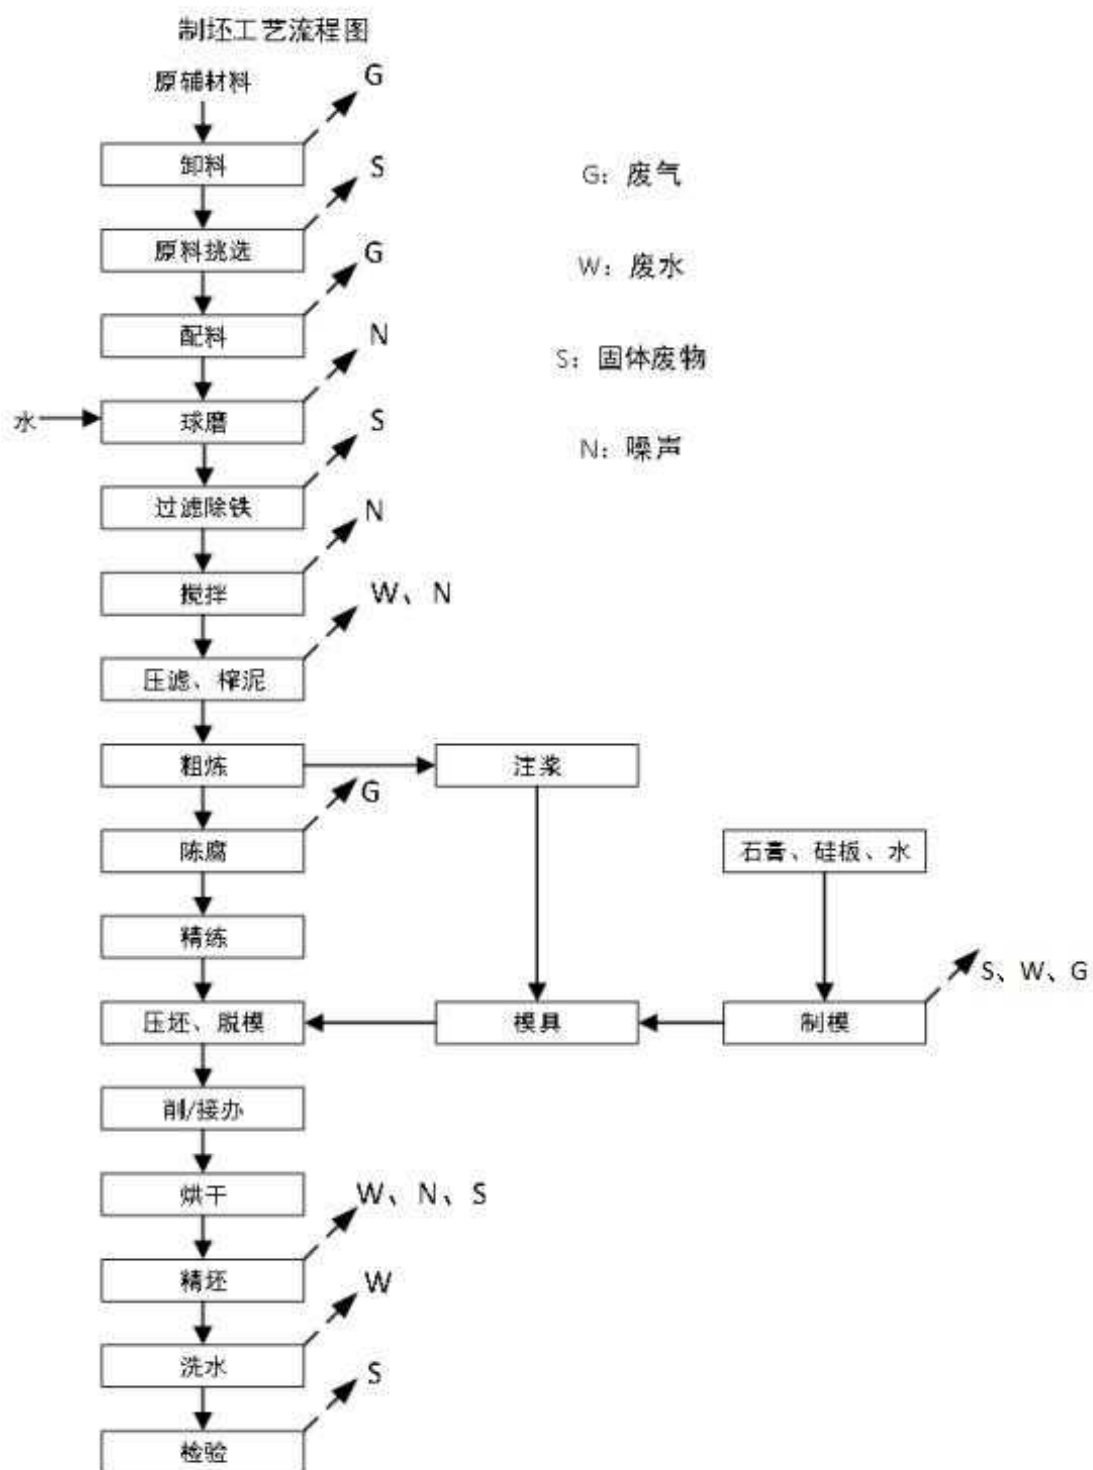 制坯工艺流程图
原辅材料
G
卸料
S
G：废气
原料挑选
G
W：废水
配料
N
S：固体废物
水
球磨
S
N：噪声
过滤除铁
N
搅拌
W、N
压滤、榨泥
粗炼
注浆
G
陈腐
石膏、硅板、水
精练
S、W、G
压坯、脱模
模具
制模
削/接办
烘干
W、N、S
精坯
W
洗水
S
检验